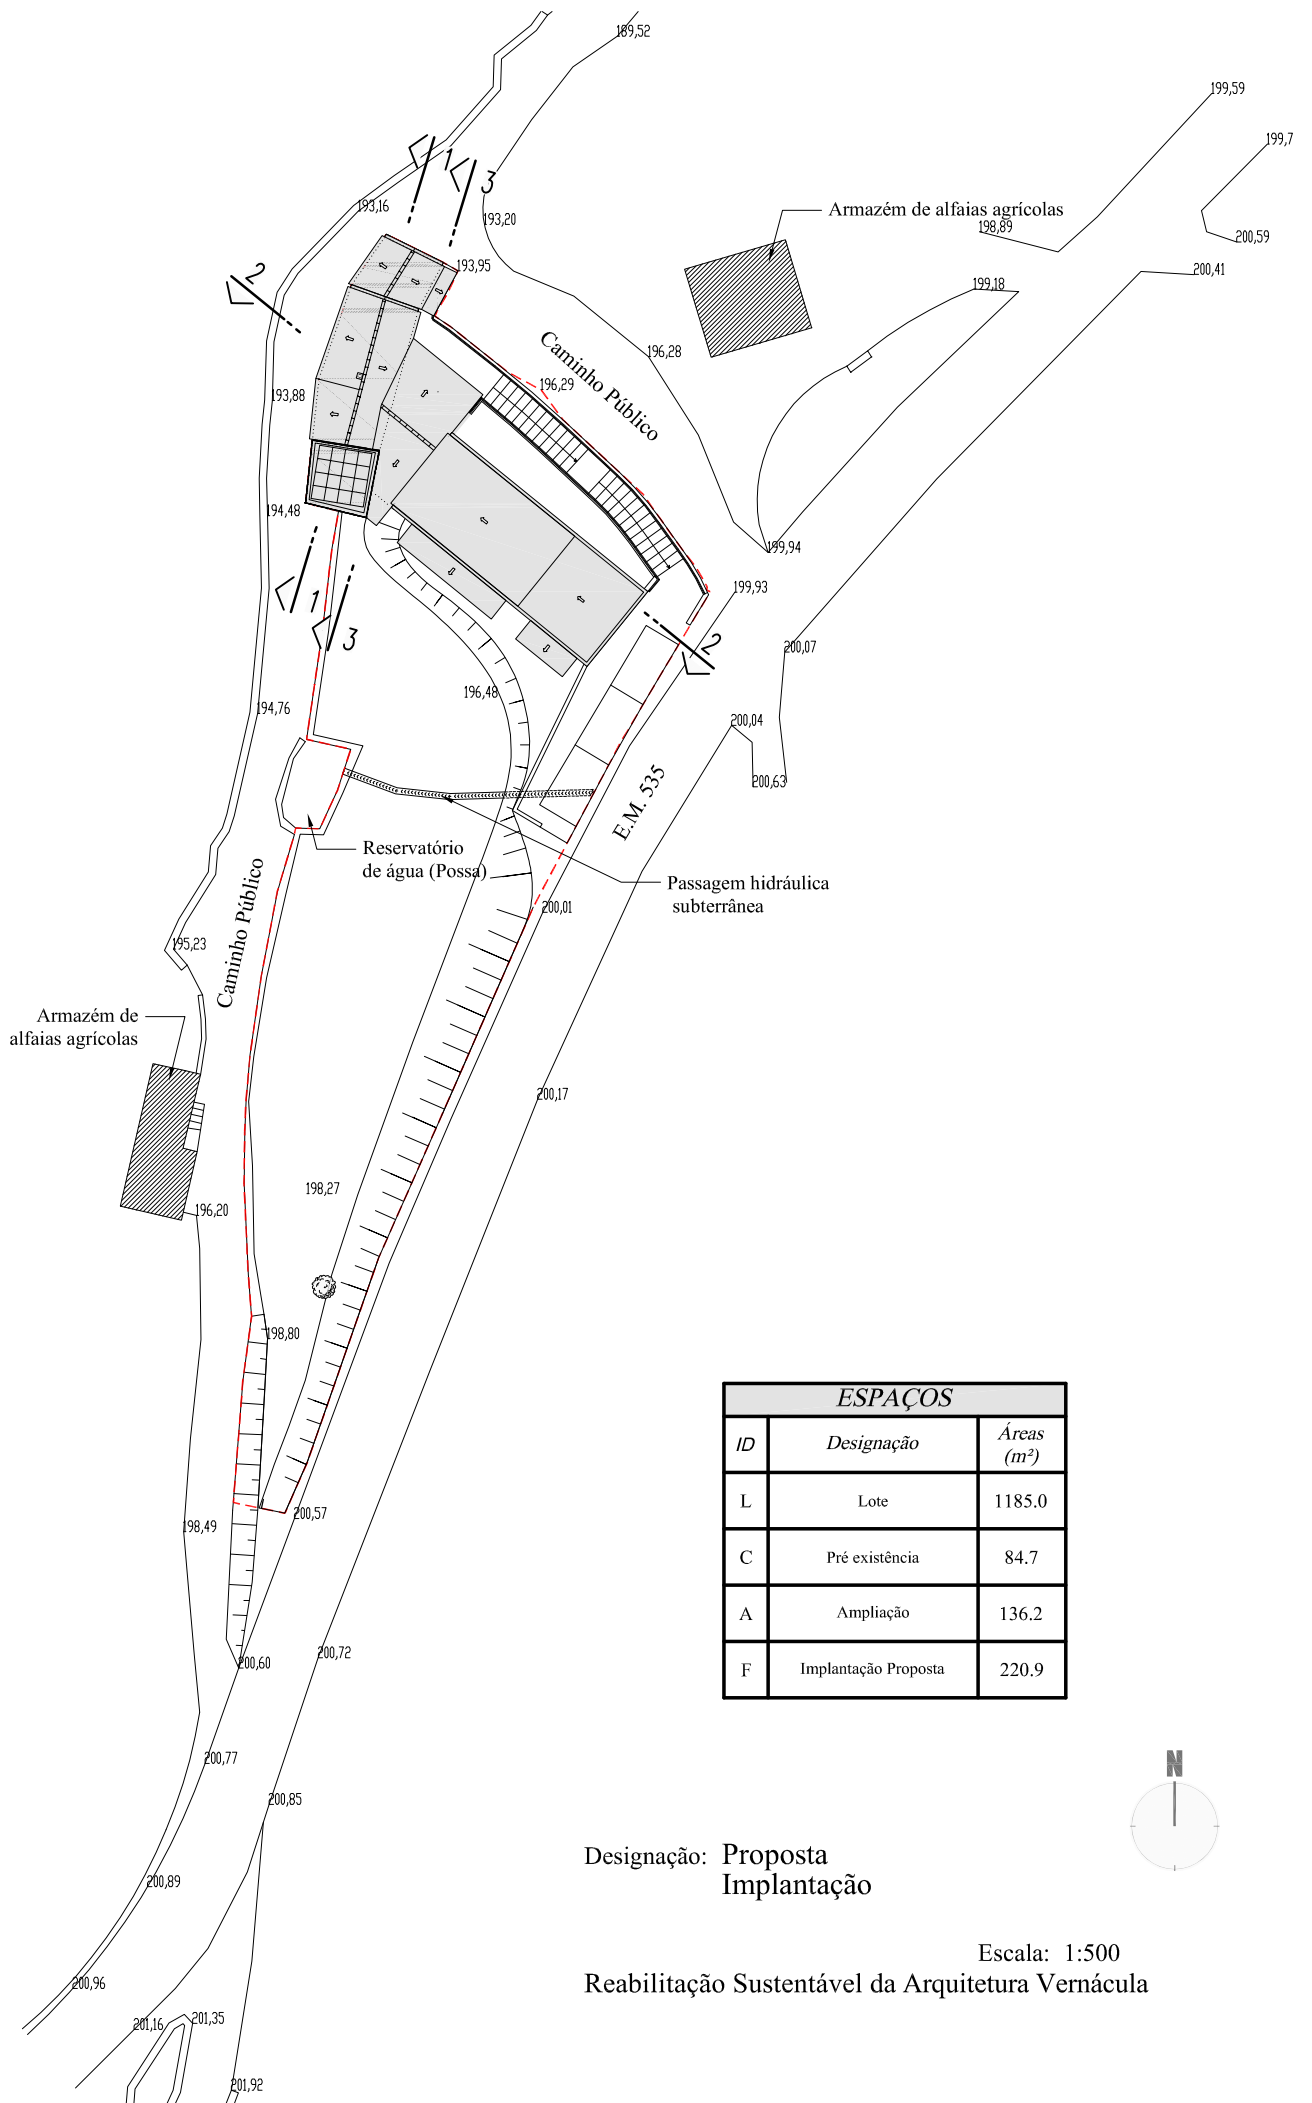 189,52
199,59
199,7
1
3
193,16
Armazém de alfaias agrícolas
193,20
198,89
200,59
2
193,95
200,41
199,18
Caminho Público
196,28
196,29
193,88
194,48
199,94
199,93
1
3
2
200,07
196,48
194,76
200,04
200,63
E.M. 535
Reservatório
de água (Possa)
Passagem hidráulica
subterrânea
Caminho Público
200,01
195,23
Armazém de
alfaias agrícolas
200,17
198,27
196,20
198,80
ESPAÇOS
ID Designação Áreas
(m²)
L Lote 1185.0
C Pré existência 84.7
A Ampliação 136.2
F Implantação Proposta 220.9
200,57
198,49
200,72
200,60
200,77
N
200,85
Designação: Proposta
Implantação
200,89
Escala: 1:500
Reabilitação Sustentável da Arquitetura Vernácula
200,96
201,16
201,35
201,92